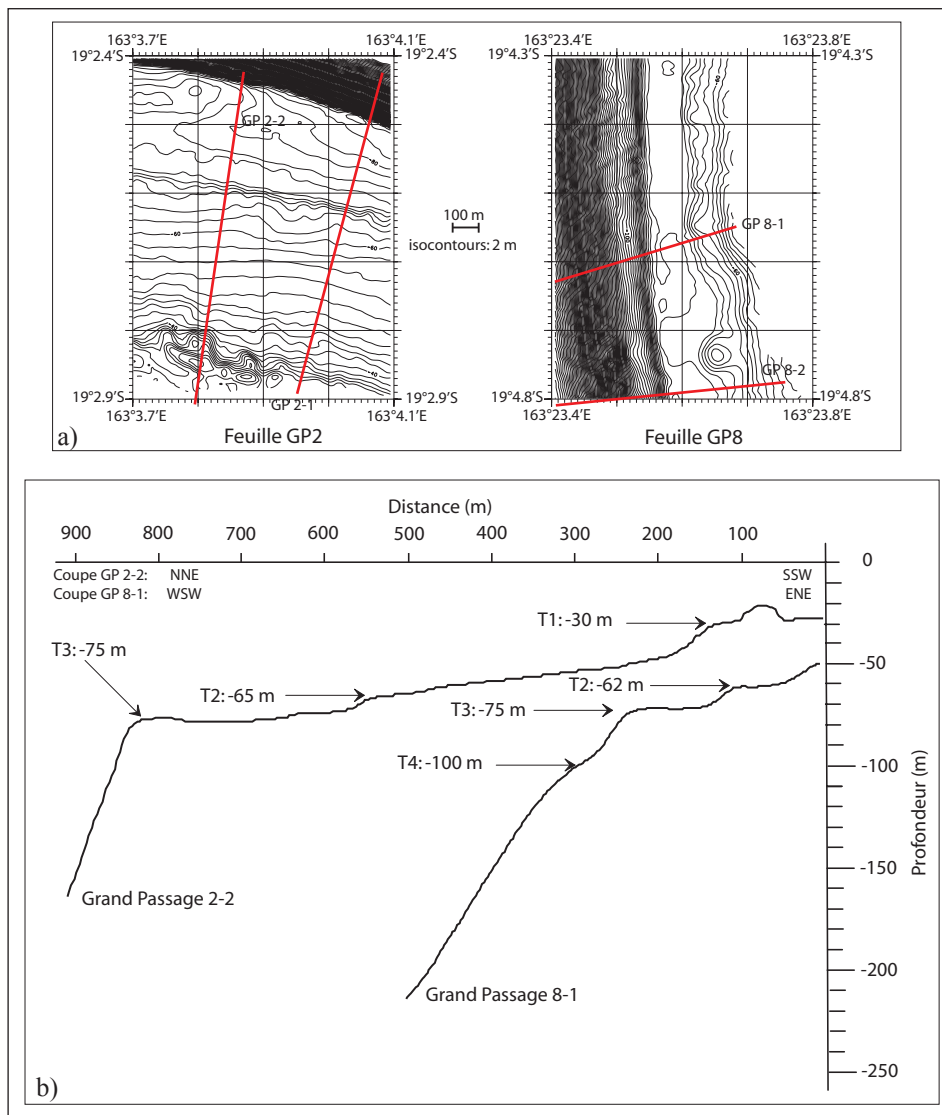 163°3.7'E 163°4.1'E
19°2.4'S 19°2.4'S
GP 2-2
-80
-60
-60
-40
-40
19°2.9'S 19°2.9'S
163°3.7'E GP 2-1 163°4.1'E
a) Feuille GP2
100 m
isocontours: 2 m
163°23.4'E 163°23.8'E
19°4.3'S 19°4.3'S
GP 8-1
GP 8-2
19°4.8'S 19°4.8'S
163°23.4'E 163°23.8'E
Feuille GP8
Distance (m)
900 800 700 600 500 400 300 200 100
0
Coupe GP 2-2: NNE SSW
Coupe GP 8-1: WSW ENE
T1: -30 m
T3: -75 m
-50
T2: -65 m
T2: -62 m
T3: -75 m
T4: -100 m
-100
-150
Grand Passage 2-2
-200
Grand Passage 8-1
-250
Profondeur (m)
b)